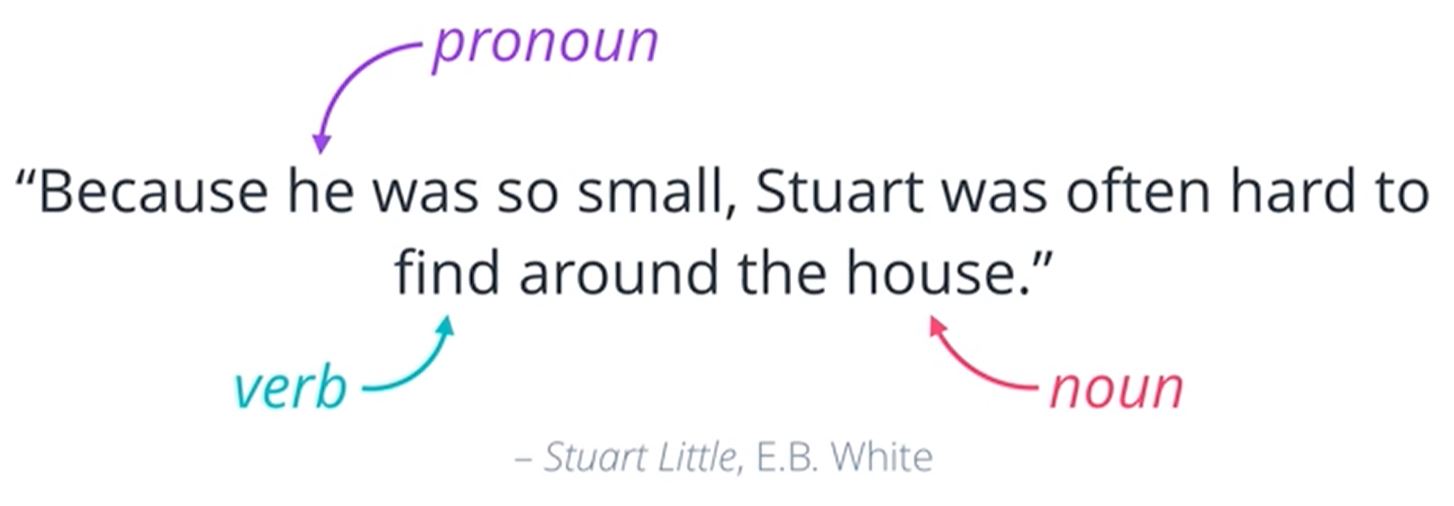 pronoun
“Because he was so small, Stuart was often hard to
find around the house.”
verb
noun
– Stuart Little, E.B. White